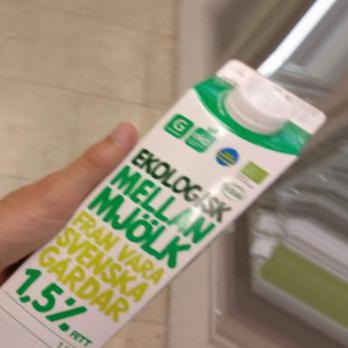 G
EKOLOGISK
MELLAN
MJÖLK
FRÅN VÅRA
SVENSKA
GÅRDAR
1,5%. FETT